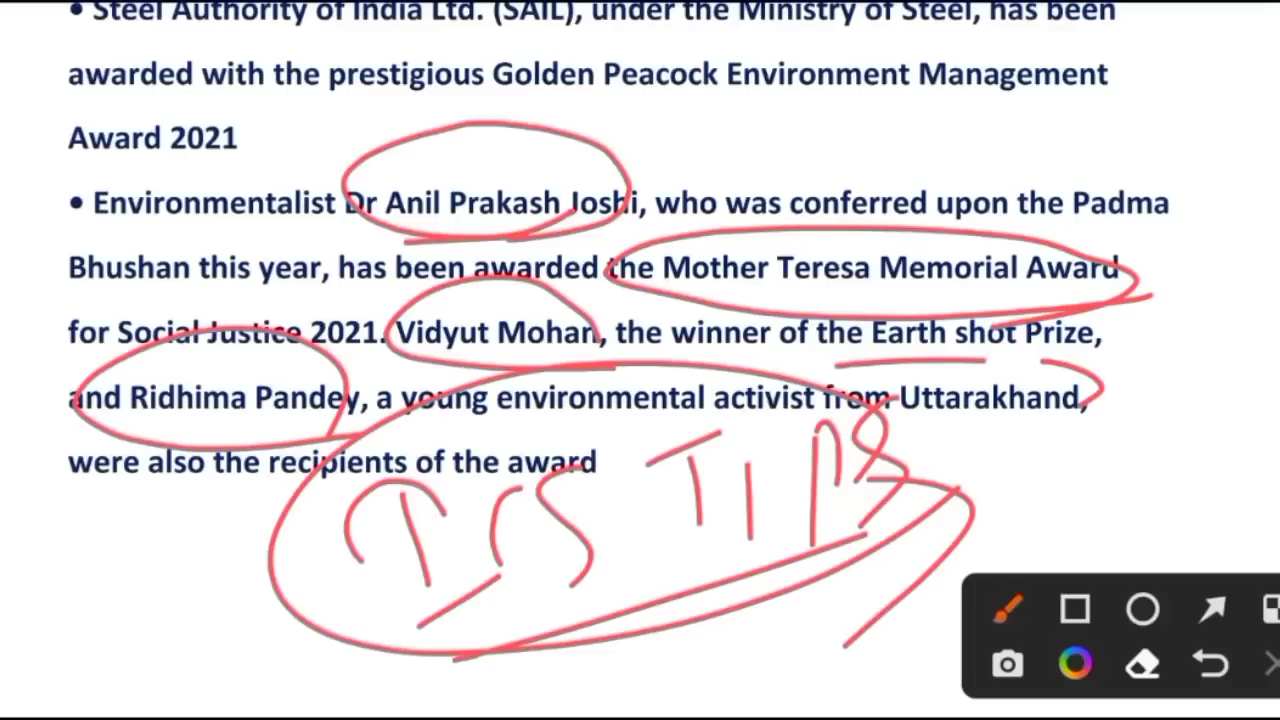 • Steel Authority of India Ltd. (SAIL), under the Ministry of Steel, has been
awarded with the prestigious Golden Peacock Environment Management
Award 2021
• Environmentalist Dr Anil Prakash Joshi, who was conferred upon the Padma
Bhushan this year, has been awarded the Mother Teresa Memorial Award
for Social Justice 2021. Vidyut Mohan, the winner of the Earth shot Prize,
and Ridhima Pandey, a young environmental activist from Uttarakhand,
were also the recipients of the award